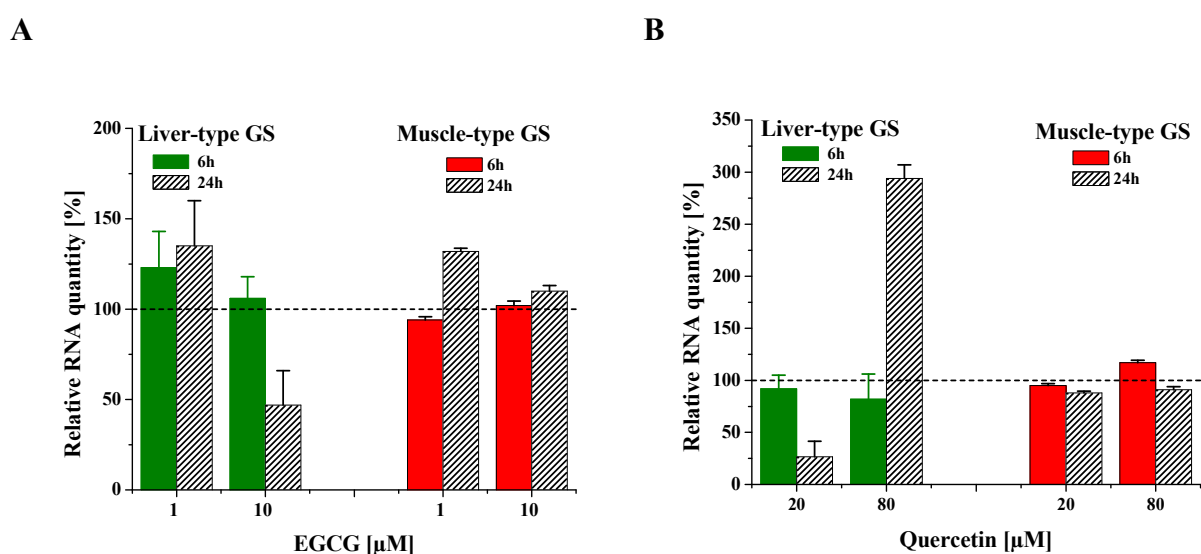 A
B
Liver-type GS
Muscle-type GS
6h
24h
6h
24h
Relative RNA quantity [%]
200
150
100
50
0
1
10
1
10
EGCG [µM]
Liver-type GS
Muscle-type GS
6h
24h
6h
24h
Relative RNA quantity [%]
350
300
250
200
150
100
50
0
20
80
20
80
Quercetin [µM]